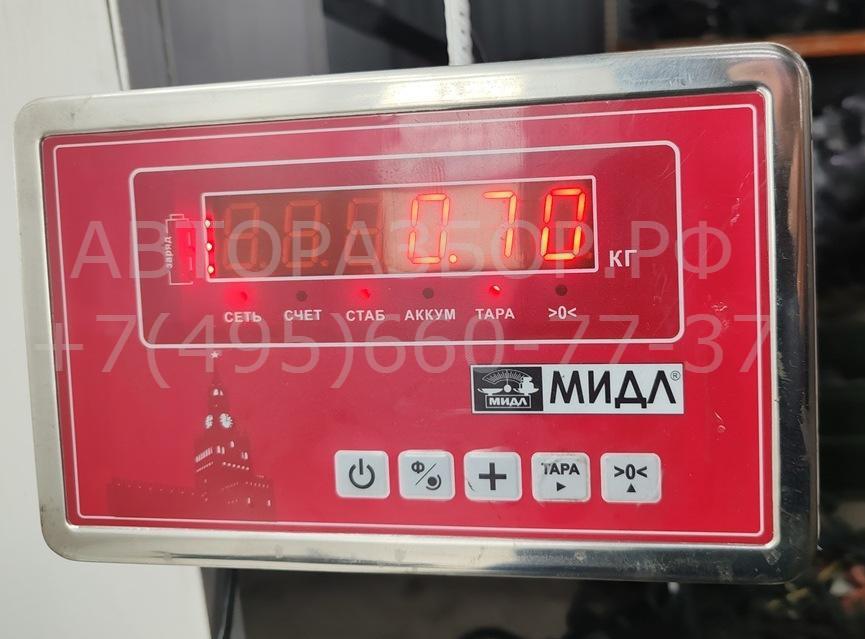 заряд
0.70
КГ
СЕТЬ СЧЕТ СТАБ АККУМ ТАРА >0<
АВТОРАЗБОР.РФ
+7(495)660-77-37
МИДЛ МИДЛ®
Ф ТАРА >0<